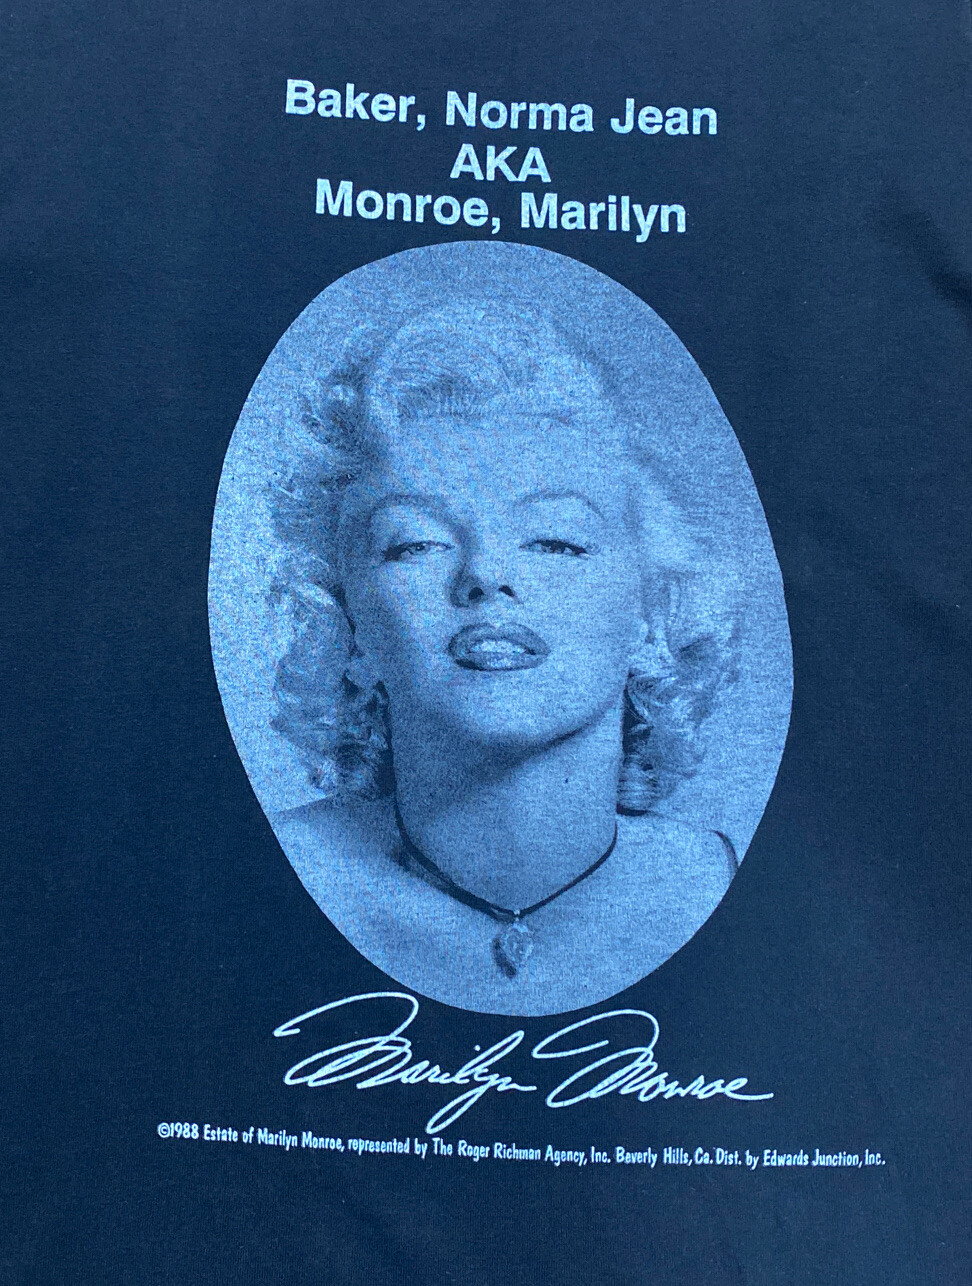 Baker, Norma Jean
AKA
Monroe, Marilyn
Marilyn Monroe
©1988 Estate of Marilyn Monroe, represented by The Roger Richman Agency, Inc. Beverly Hills, Ca. Dist. by Edwards Junction, Inc.